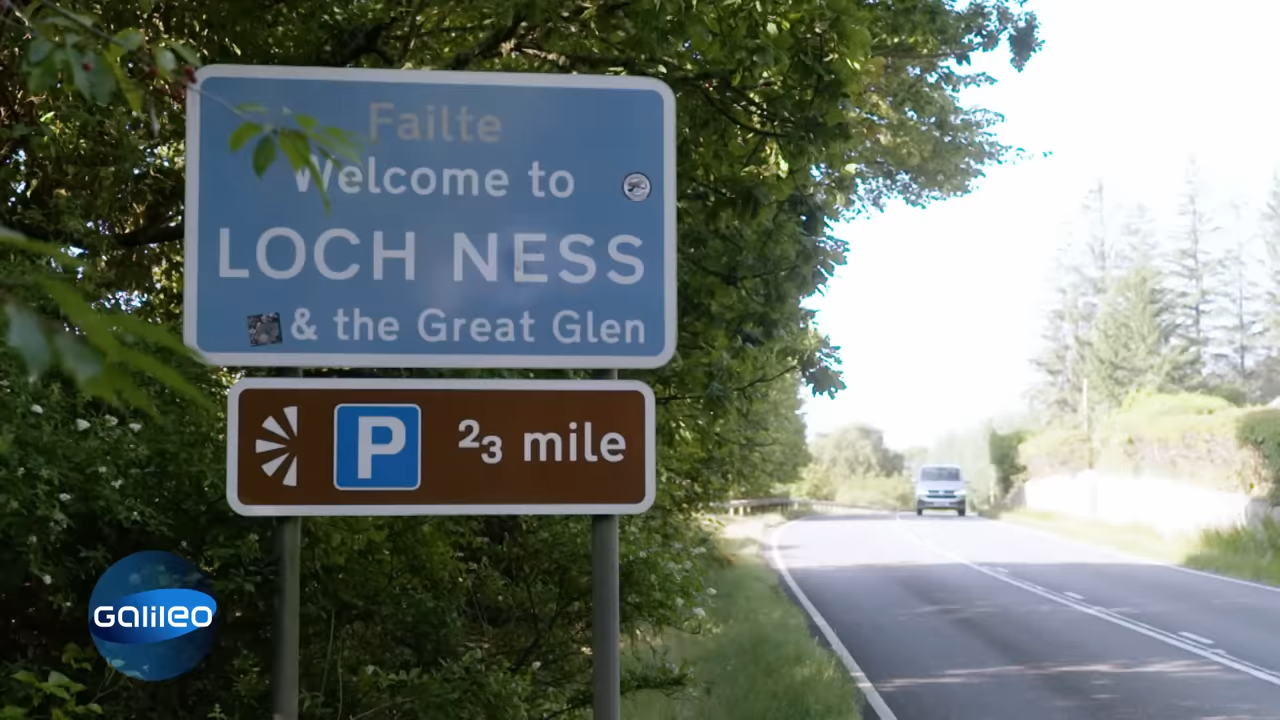 Failte
Welcome to
LOCH NESS
& the Great Glen
P
2/3 mile
Galileo